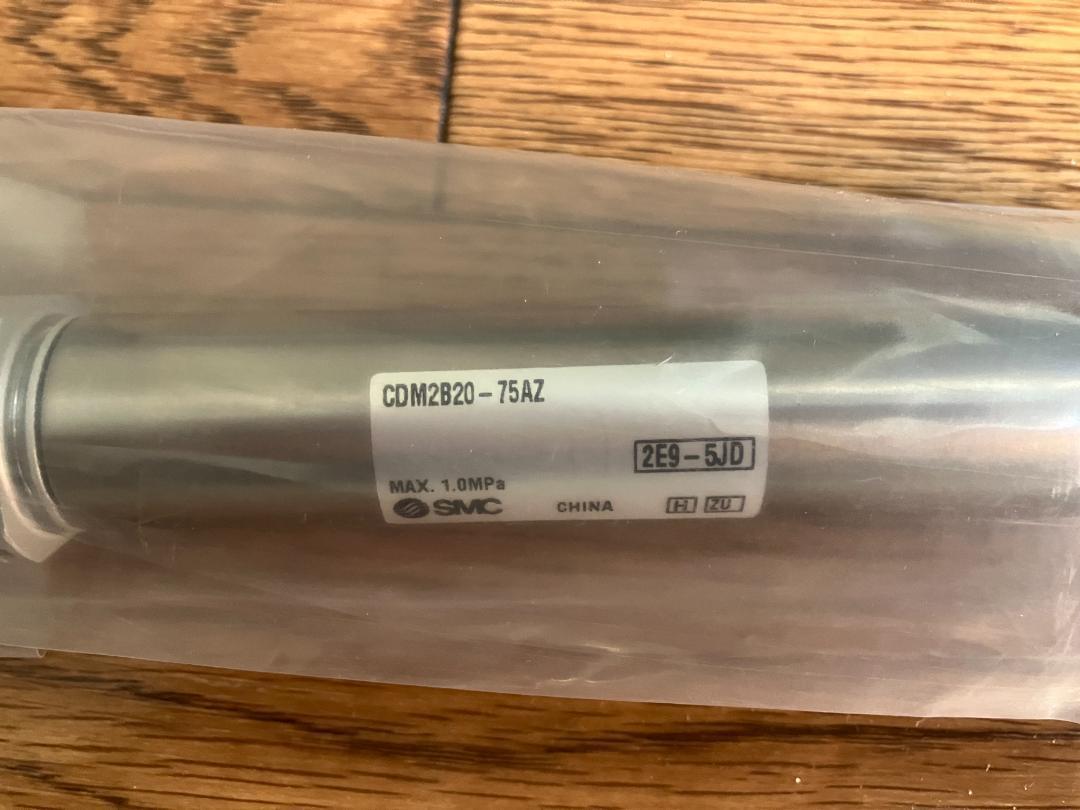 CDM2B20-75AZ
2E9-5JD
MAX. 1.0MPa
SMC CHINA H ZU